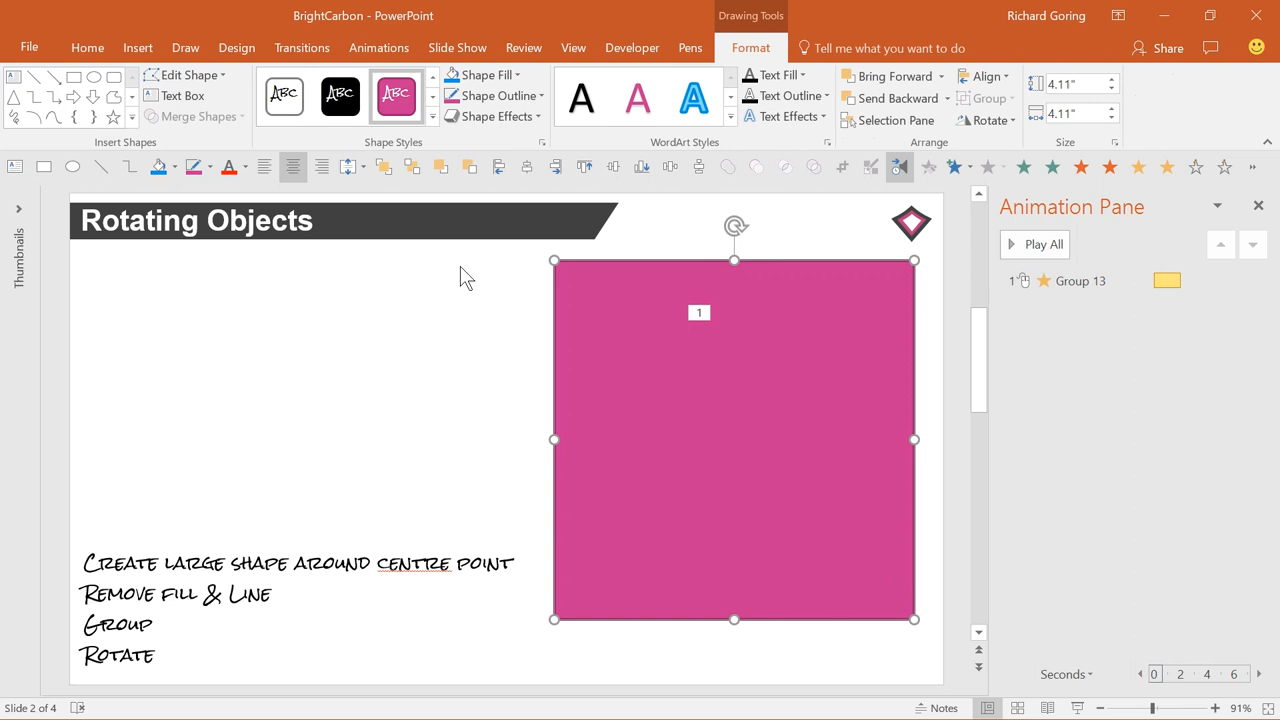 BrightCarbon - PowerPoint
Drawing Tools
Richard Goring
File
Home
Insert
Draw
Design
Transitions
Animations
Slide Show
Review
View
Developer
Pens
Format
Tell me what you want to do
Share
Edit Shape
Text Box
Merge Shapes
Insert Shapes
Abc
Abc
Abc
Shape Fill
Shape Outline
Shape Effects
Shape Styles
A
A
A
Text Fill
Text Outline
Text Effects
WordArt Styles
Bring Forward
Send Backward
Selection Pane
Align
Group
Rotate
Arrange
4.11"
4.11"
Size
Thumbnails
Rotating Objects
1
Create large shape around centre point
Remove fill & Line
Group
Rotate
Animation Pane
Play All
1 Group 13
Seconds
0 2 4 6
Slide 2 of 4
Notes
91%